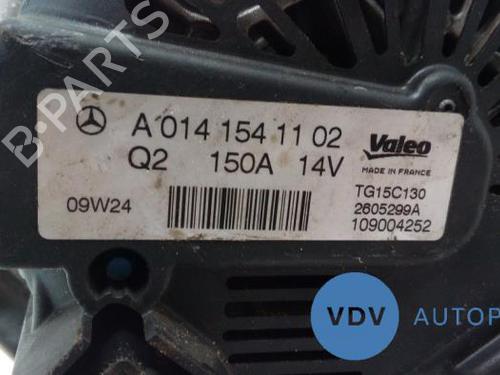 B-PARTS
A 014 154 11 02
Valeo
Q2 150A 14V
MADE IN FRANCE
TG15C130
09W24
2605299A
109004252
VDV AUTOP